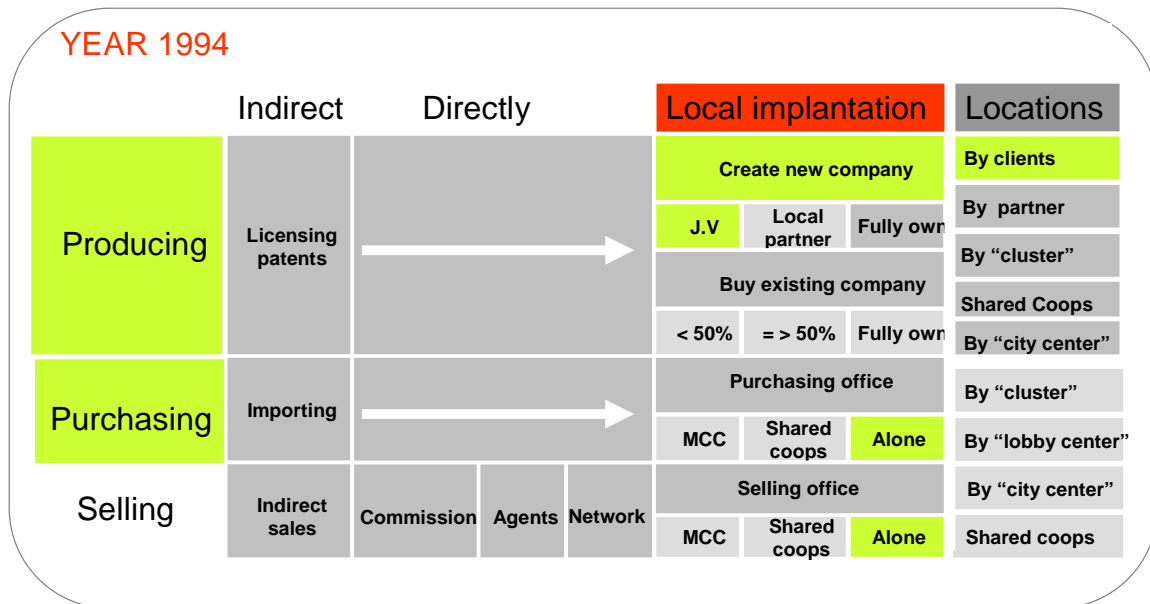 YEAR 1994
Indirect
Directly
Local implantation
Locations
Producing
Licensing
patents
Create new company
J.V
Local
partner
Fully own
Buy existing company
< 50%
= > 50%
Fully own
By clients
By partner
By “cluster”
Shared Coops
By “city center”
Purchasing
Importing
Purchasing office
MCC
Shared
coops
Alone
By “cluster”
By “lobby center”
Selling
Indirect
sales
Commission
Agents
Network
Selling office
MCC
Shared
coops
Alone
By “city center”
Shared coops